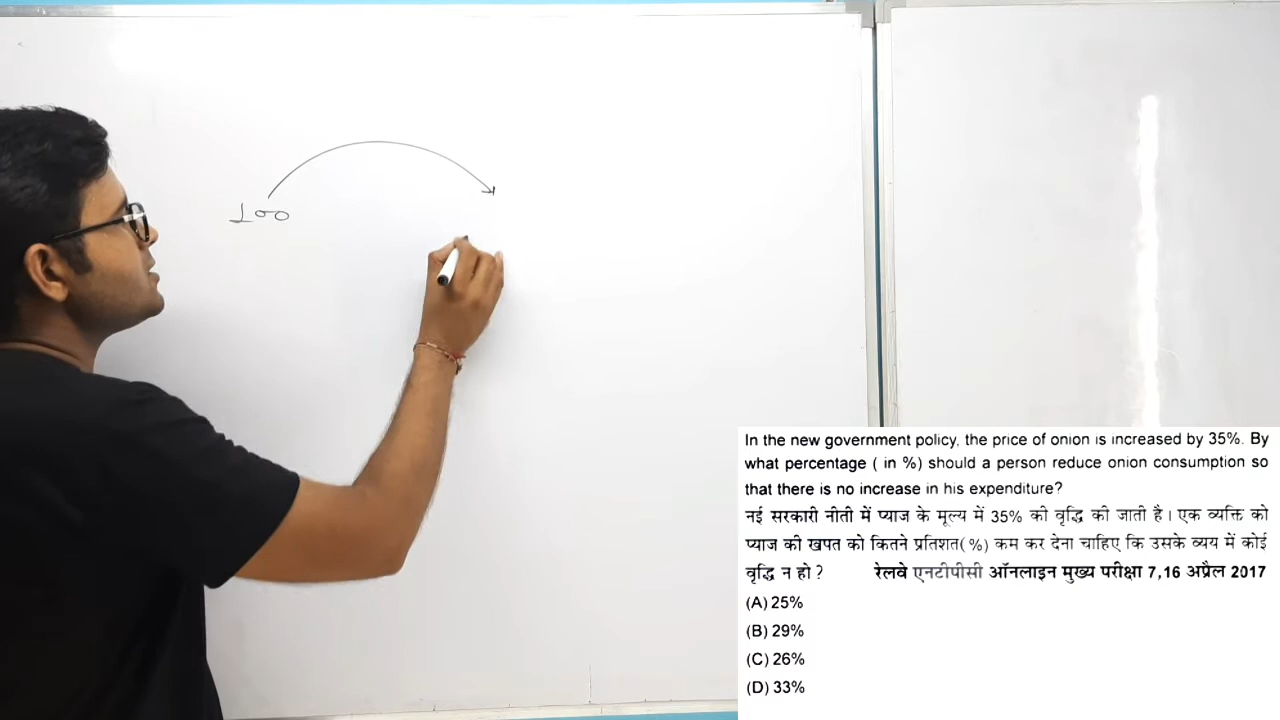 100
In the new government policy, the price of onion is increased by 35%. By
what percentage ( in %) should a person reduce onion consumption so
that there is no increase in his expenditure?
नई सरकारी नीती में प्याज के मूल्य में 35% की वृद्धि की जाती है। एक व्यक्ति को
प्याज की खपत को कितने प्रतिशत(%) कम कर देना चाहिए कि उसके व्यय में कोई
वृद्धि न हो ? रेलवे एनटीपीसी ऑनलाइन मुख्य परीक्षा 7,16 अप्रैल 2017
(A) 25%
(B) 29%
(C) 26%
(D) 33%